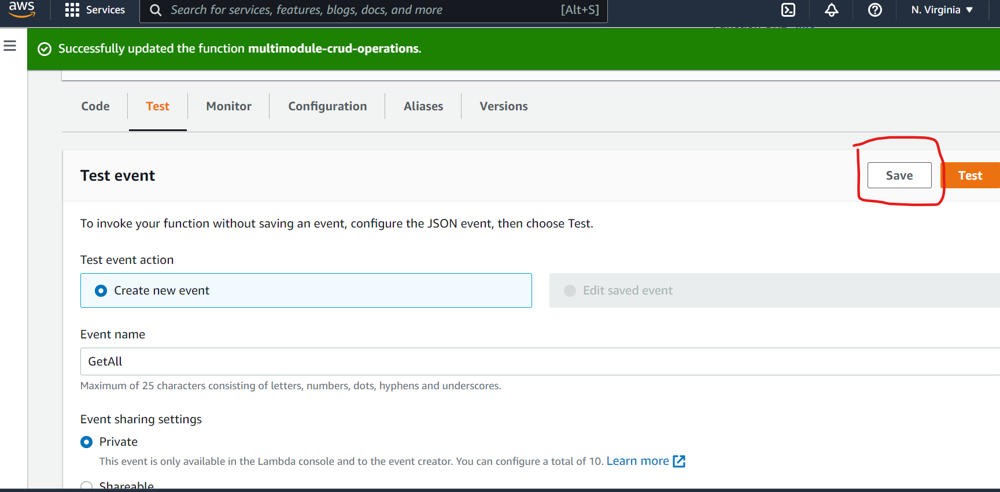 aws Services Search for services, features, blogs, docs, and more [Alt+S] N. Virginia
Successfully updated the function multimodule-crud-operations.
Code Test Monitor Configuration Aliases Versions
Test event Save Test
To invoke your function without saving an event, configure the JSON event, then choose Test.
Test event action
Create new event Edit saved event
Event name
GetAll
Maximum of 25 characters consisting of letters, numbers, dots, hyphens and underscores.
Event sharing settings
Private
This event is only available in the Lambda console and to the event creator. You can configure a total of 10. Learn more
Shareable